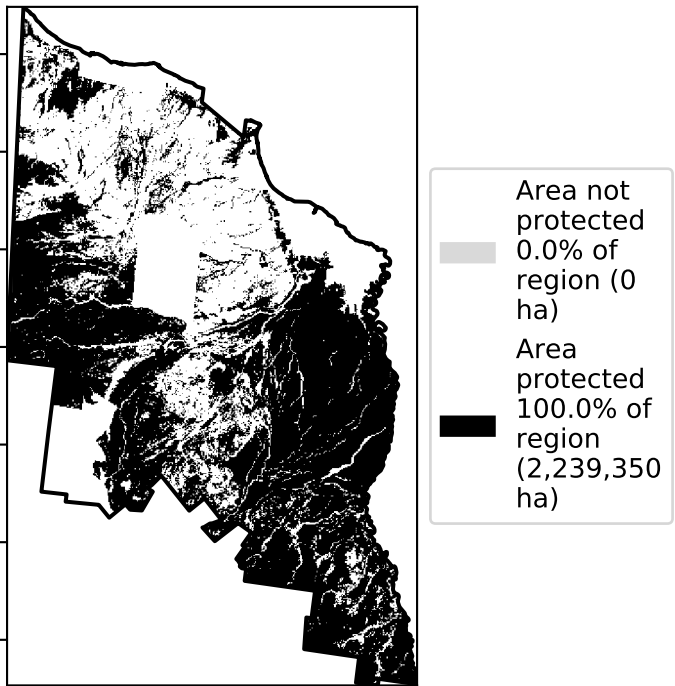 Area not
protected
0.0% of
region (0
ha)
Area
protected
100.0% of
region
(2,239,350
ha)